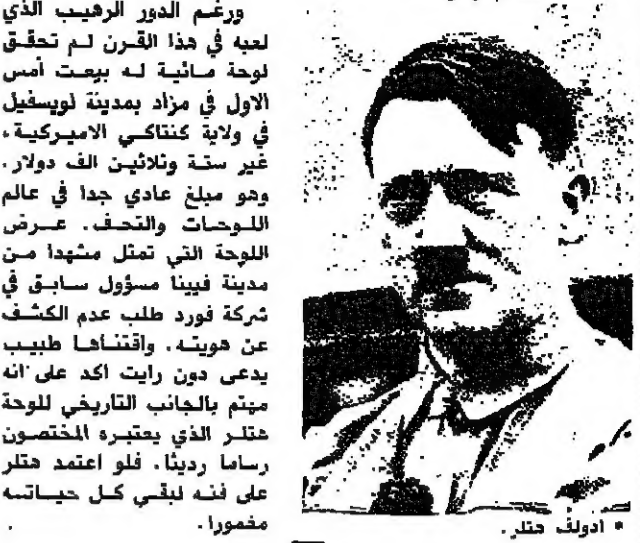 ورغم الدور الرهيب الذي
لعبه في هذا القرن لم تحقق
لوحة مائية له بيعت أمس
الاول في مزاد بمدينة لويسفيل
في ولاية كنتاكي الاميركية،
غير ستة وثلاثين الف دولار.
وهو مبلغ عادي جدا في عالم
اللوحات والتحف. عرض
اللوحة التي تمثل مشهدا من
مدينة فيينا مسؤول سابق في
شركة فورد طلب عدم الكشف
عن هويته. واقتنأها طبيب
يدعى دون رايت اكد على انه
مهتم بالجانب التأريخي للوحة
هتلر الذي يعتبره المختصون
رساما رديئا. فلو اعتمد هتلر
على فنه لبقي كل حياته
مغمورا.
* ادولف هتلر.